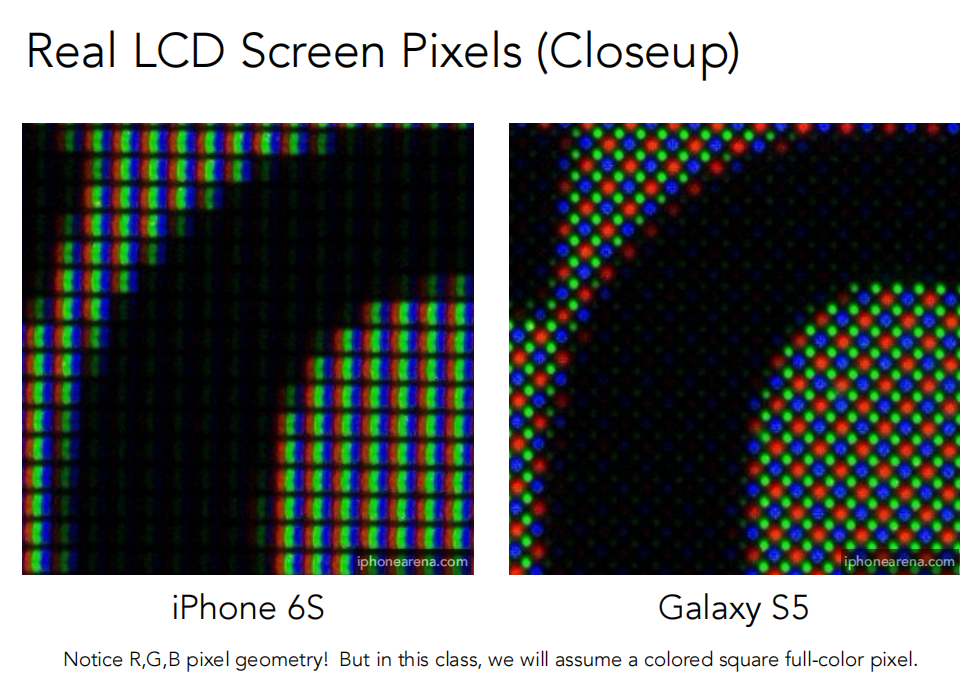 Real LCD Screen Pixels (Closeup)
iphonearena.com
iphonearena.com
iPhone 6S
Galaxy S5
Notice R,G,B pixel geometry! But in this class, we will assume a colored square full-color pixel.